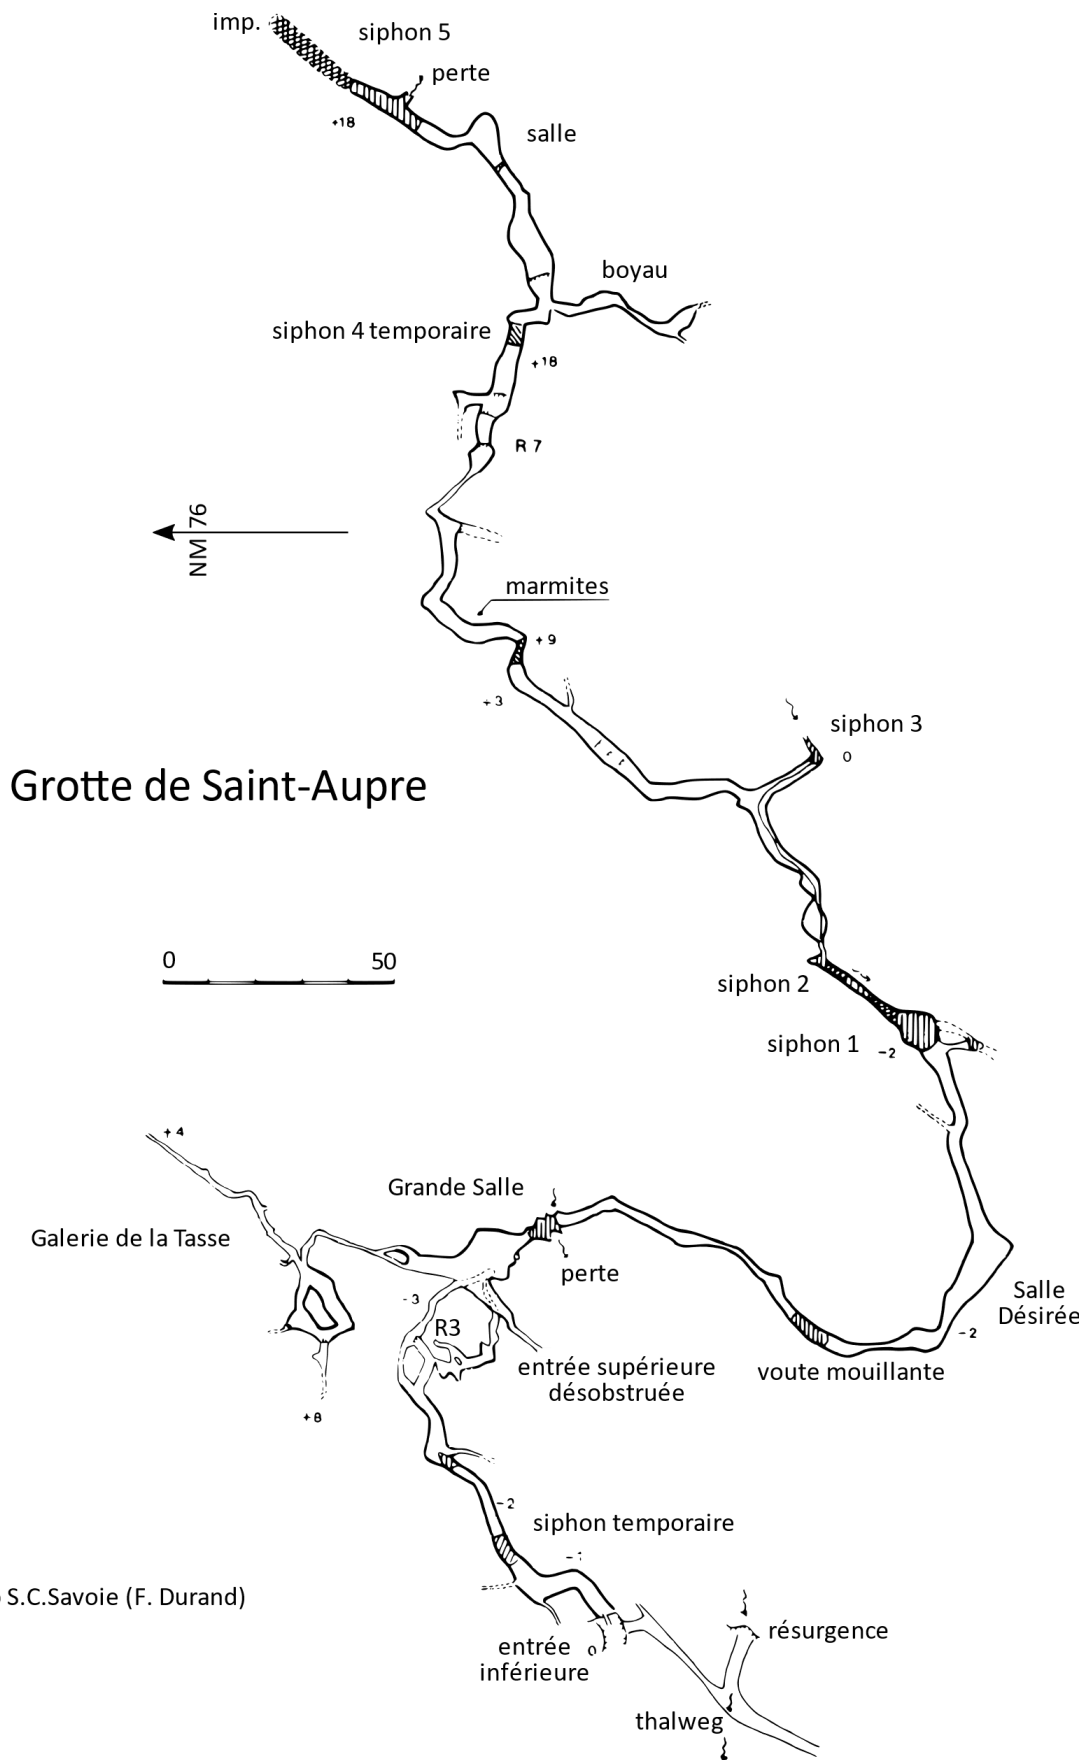 imp.
siphon 5
perte
+18
salle
boyau
siphon 4 temporaire
+18
R 7
NM 76
marmites
+9
+3
siphon 3
0
Grotte de Saint-Aupre
0 50
siphon 2
siphon 1
-2
+4
Grande Salle
Galerie de la Tasse
perte
-3
R3
Salle
Désirée
-2
entrée supérieure
désobstruée
voute mouillante
+8
-2
siphon temporaire
-1
S.C.Savoie (F. Durand)
résurgence
entrée
inférieure
0
thalweg